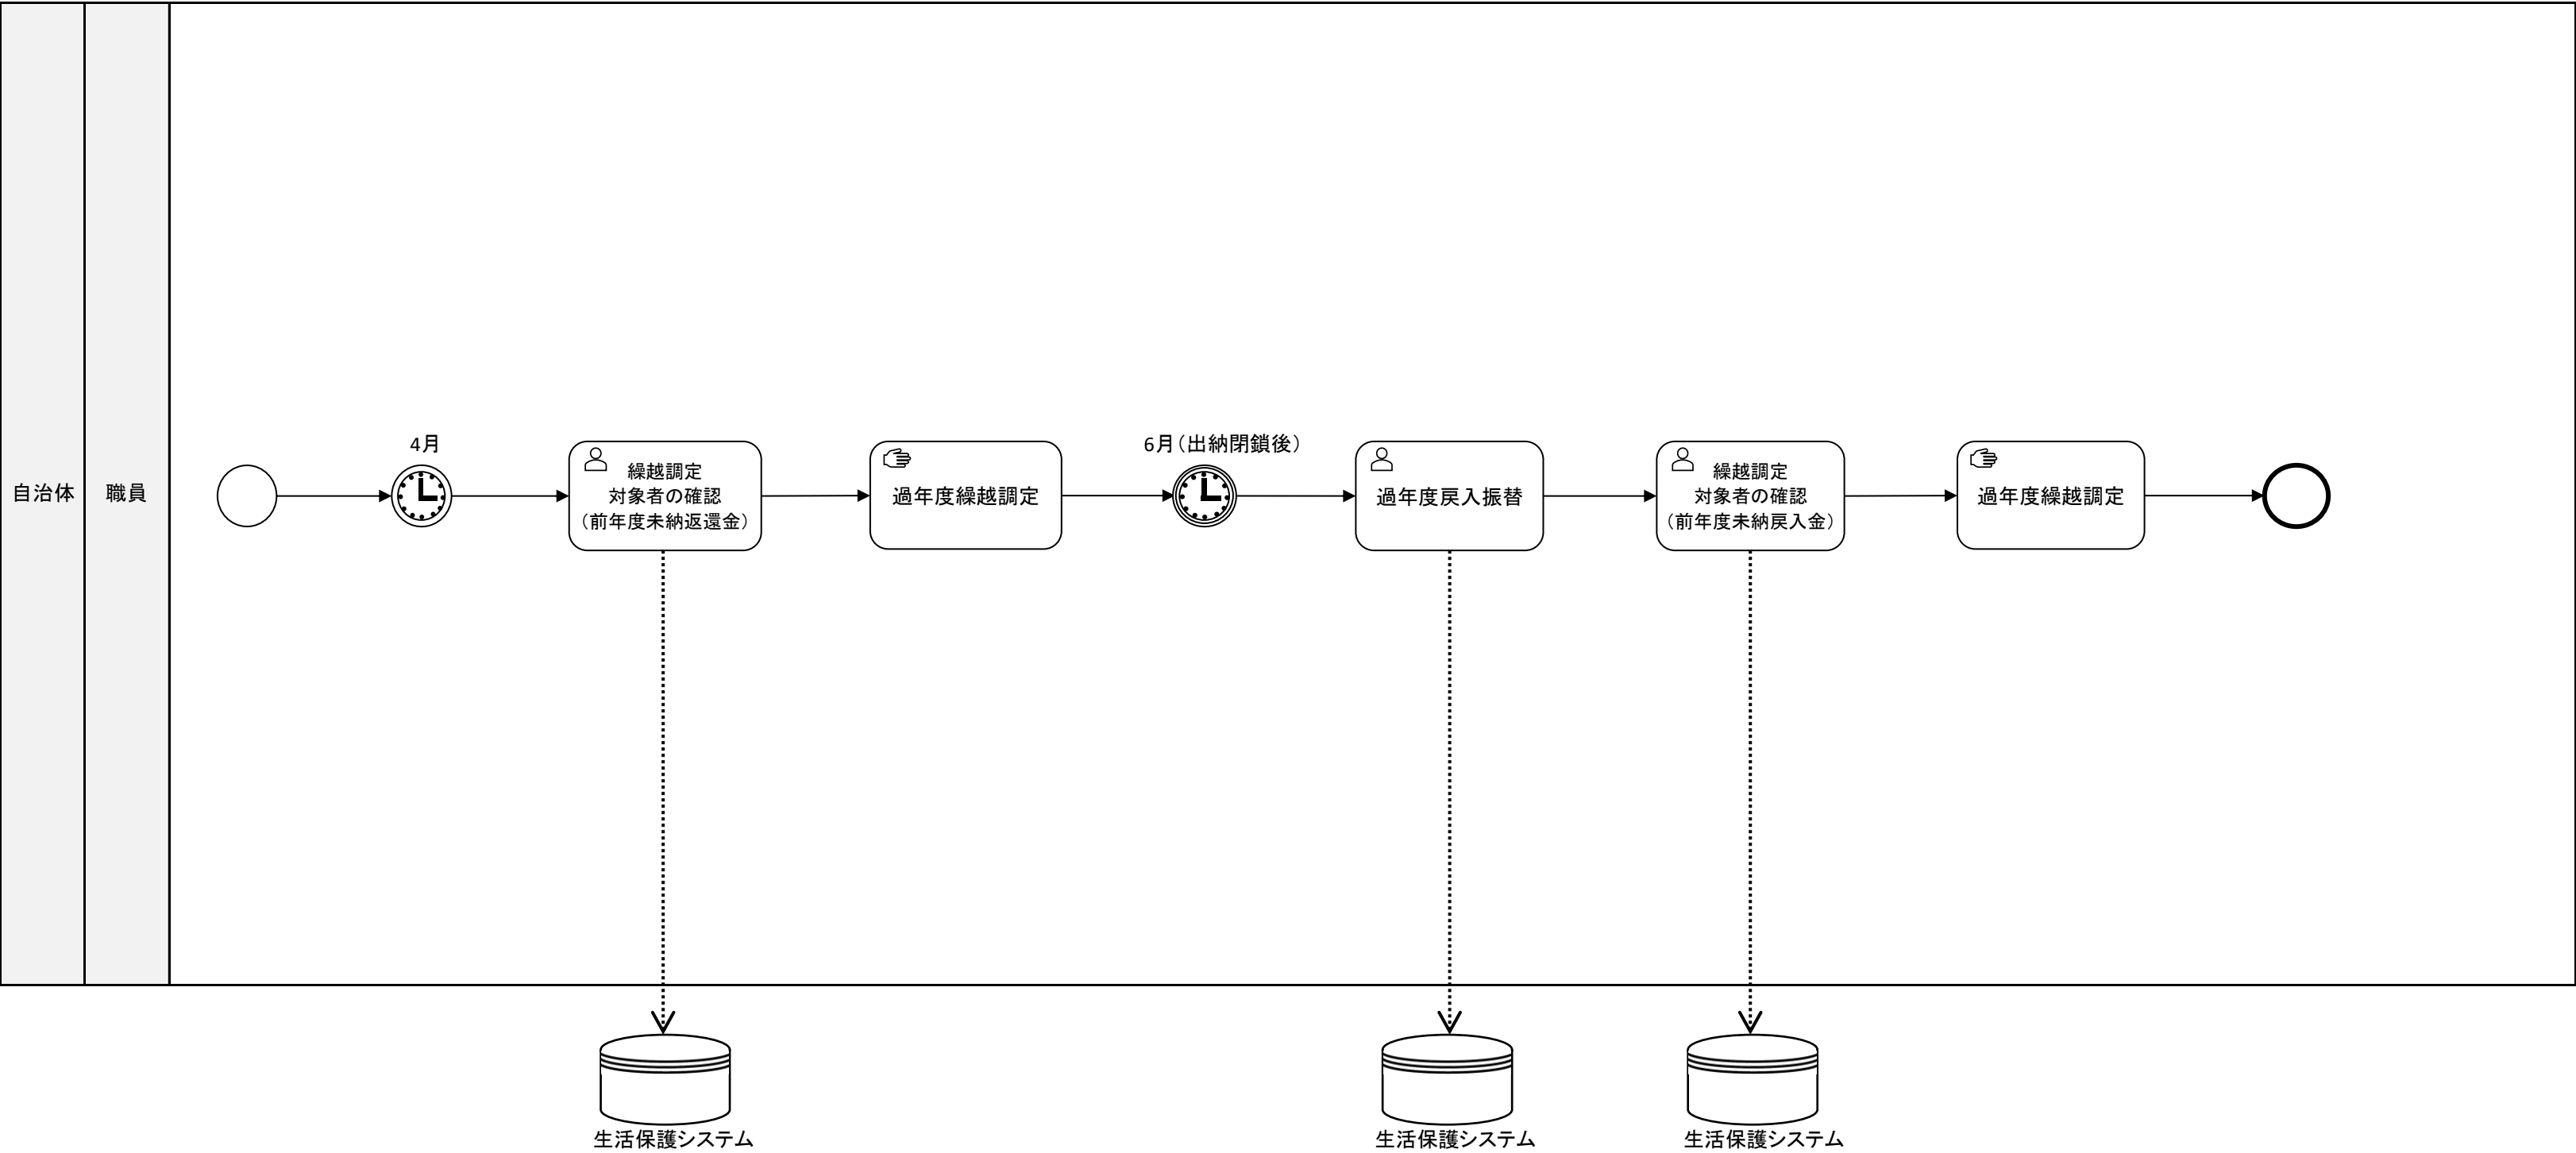 自治体
職員
4月
繰越調定
対象者の確認
（前年度未納返還金）
過年度繰越調定
6月（出納閉鎖後）
過年度戻入振替
繰越調定
対象者の確認
（前年度未納戻入金）
過年度繰越調定
生活保護システム
生活保護システム
生活保護システム